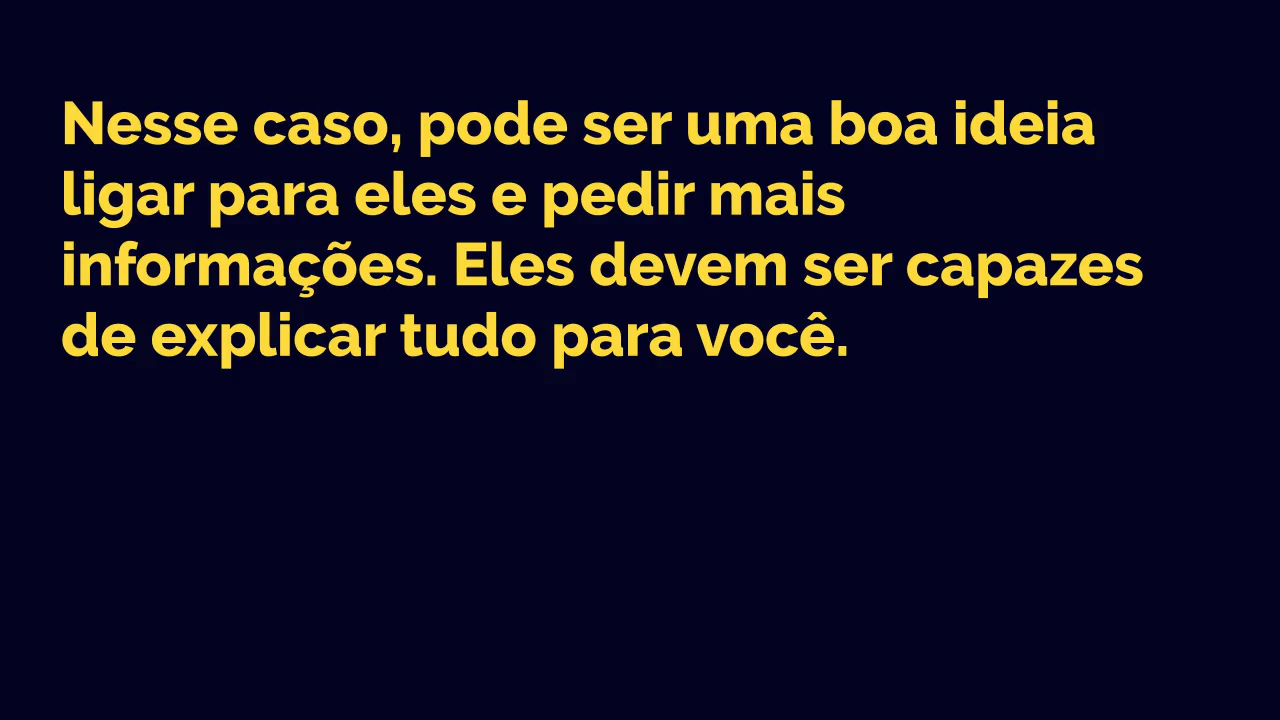 Nesse caso, pode ser uma boa ideia
ligar para eles e pedir mais
informações. Eles devem ser capazes
de explicar tudo para você.